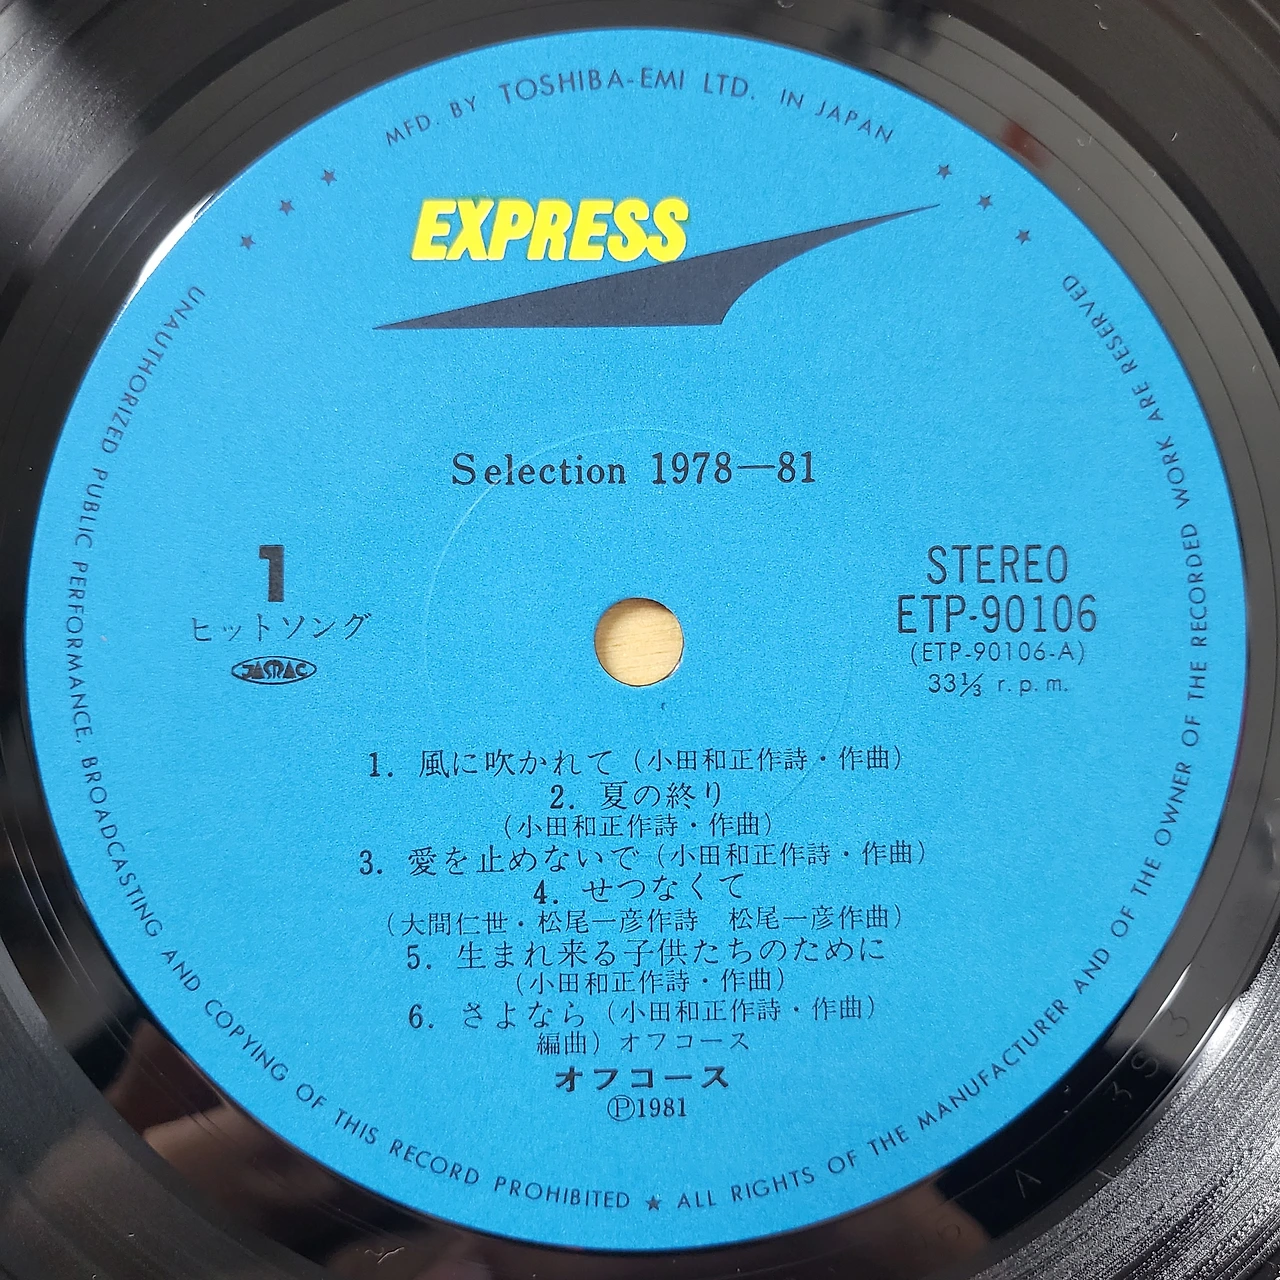 MFD. BY TOSHIBA-EMI LTD. IN JAPAN
EXPRESS
Selection 1978—81
1
ヒットソング
JASRAC
STEREO
ETP-90106
(ETP-90106-A)
33⅓ r.p.m.
1. 風に吹かれて (小田和正作詩・作曲)
2. 夏の終り
(小田和正作詩・作曲)
3. 愛を止めないで (小田和正作詩・作曲)
4. せつなくて
(大間仁世・松尾一彦作詩 松尾一彦作曲)
5. 生まれ来る子供たちのために
(小田和正作詩・作曲)
6. さよなら (小田和正作詩・作曲)
編曲) オフコース
オフコース
Ⓟ1981
UNAUTHORIZED PUBLIC PERFORMANCE, BROADCASTING AND COPYING OF THIS RECORD PROHIBITED ★ ALL RIGHTS OF THE MANUFACTURER AND OF THE OWNER OF THE RECORDED WORK ARE RESERVED